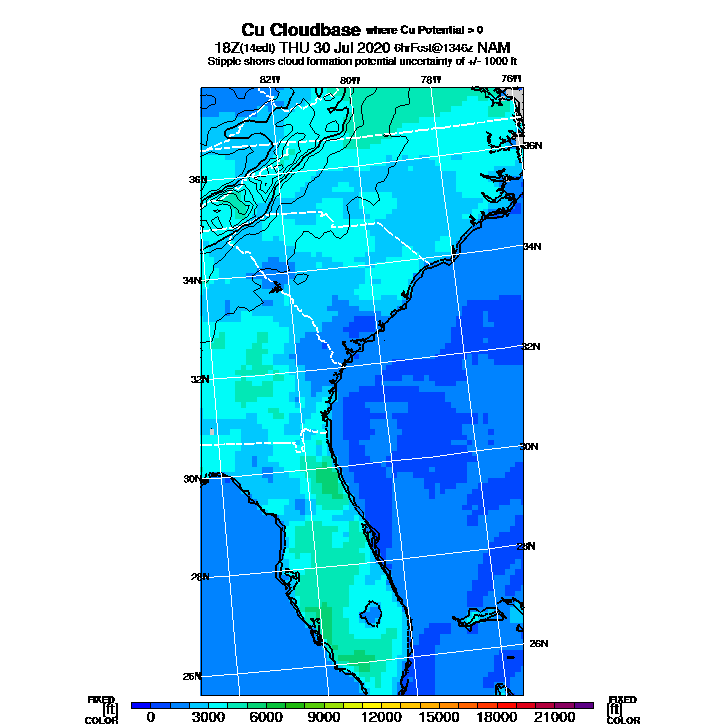 Cu Cloudbase where Cu Potential > 0
18Z(14edt) THU 30 Jul 2020 6hrFcst@1346z NAM
Stipple shows cloud formation potential uncertainty of +/- 1000 ft
82W 80W 78W 76W
36N
36N
34N
34N
32N
32N
30N
30N
28N
28N
26N
26N
FIXED FIXED
[ft] [ft]
COLOR COLOR
0 3000 6000 9000 12000 15000 18000 21000